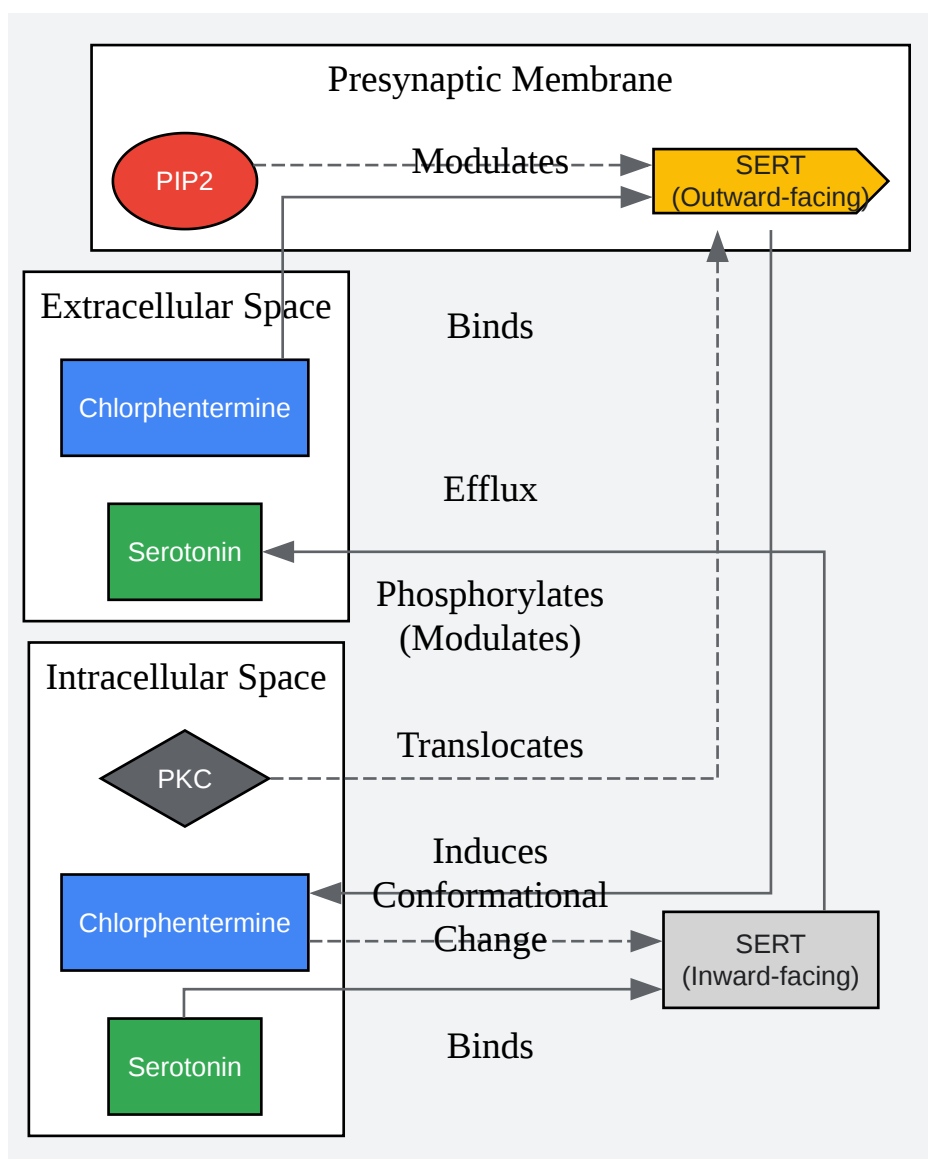 Presynaptic Membrane
PIP2
Modulates
SERT
(Outward-facing)
Extracellular Space
Binds
Chlorphentermine
Efflux
Serotonin
Phosphorylates
(Modulates)
Intracellular Space
Translocates
PKC
Induces
Conformational
Change
Chlorphentermine
SERT
(Inward-facing)
Binds
Serotonin